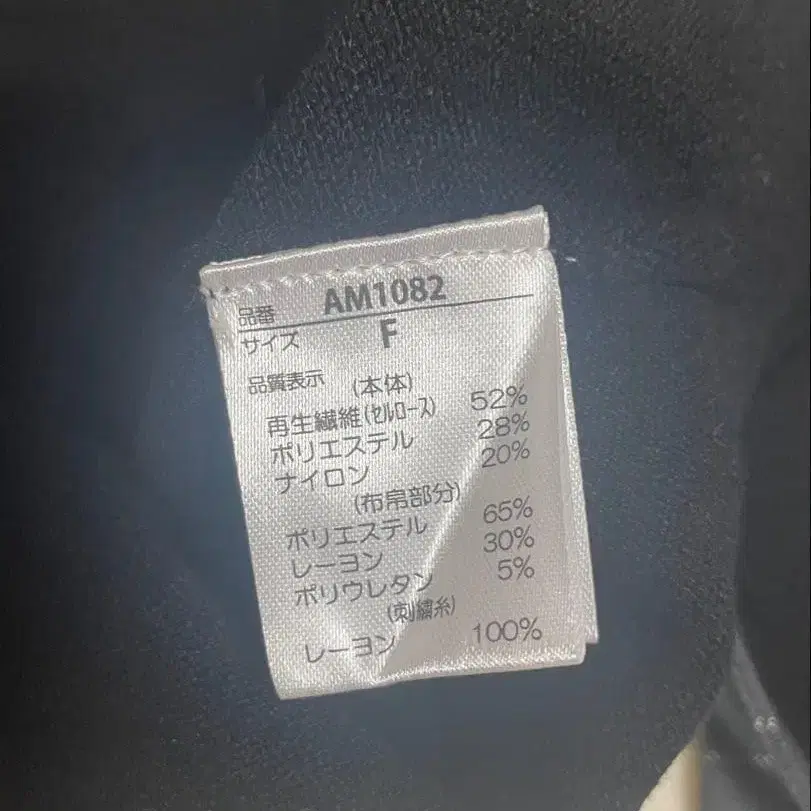 品番 AM1082
サイズ F
品質表示 (本体)
再生繊維(ｾﾙﾛｰｽ) 52%
ポリエステル 28%
ナイロン 20%
(布帛部分)
ポリエステル 65%
レーヨン 30%
ポリウレタン 5%
(刺繍糸)
レーヨン 100%